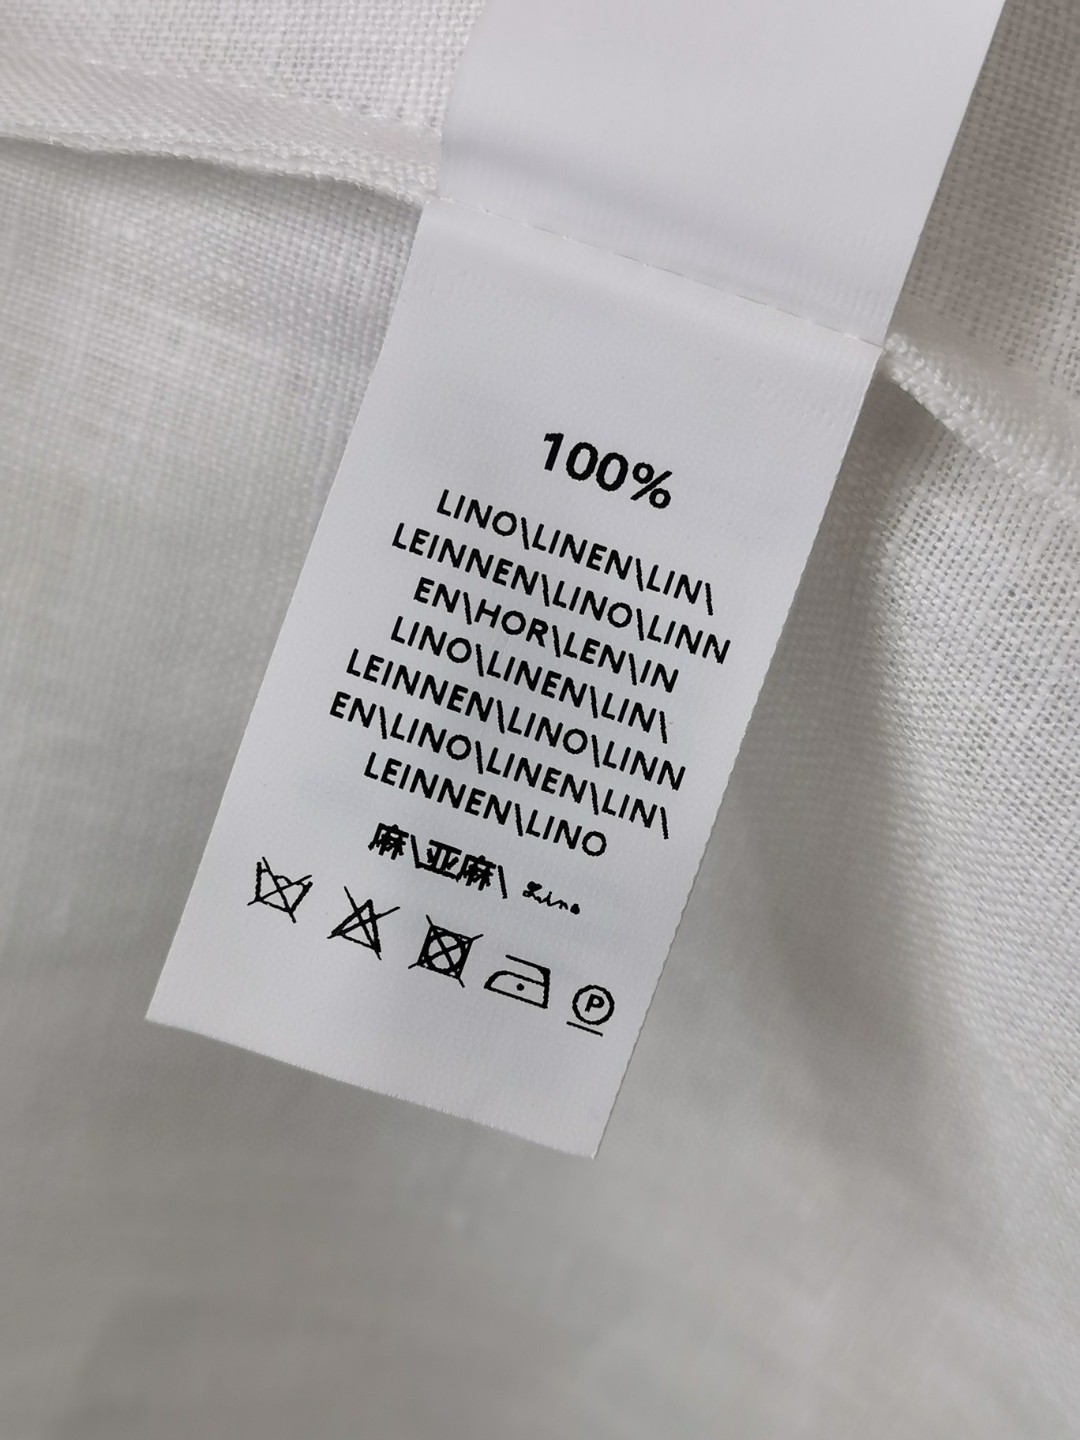 100%
LINO\LINEN\LIN\
LEINNEN\LINO\LINN
EN\HOR\LEN\IN
LINO\LINEN\LIN\
LEINNEN\LINO\LINN
EN\LINO\LINEN\LIN\
LEINNEN\LINO
麻\亚麻\ Lino
P